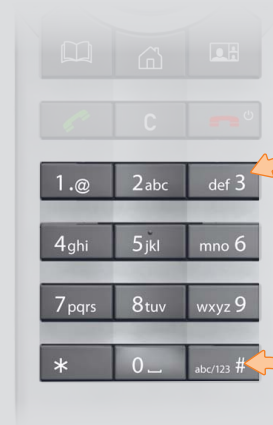 C
1.@ 2abc def 3
4ghi 5jkl mno 6
7pqrs 8tuv wxyz 9
* 0⎵ abc/123 #